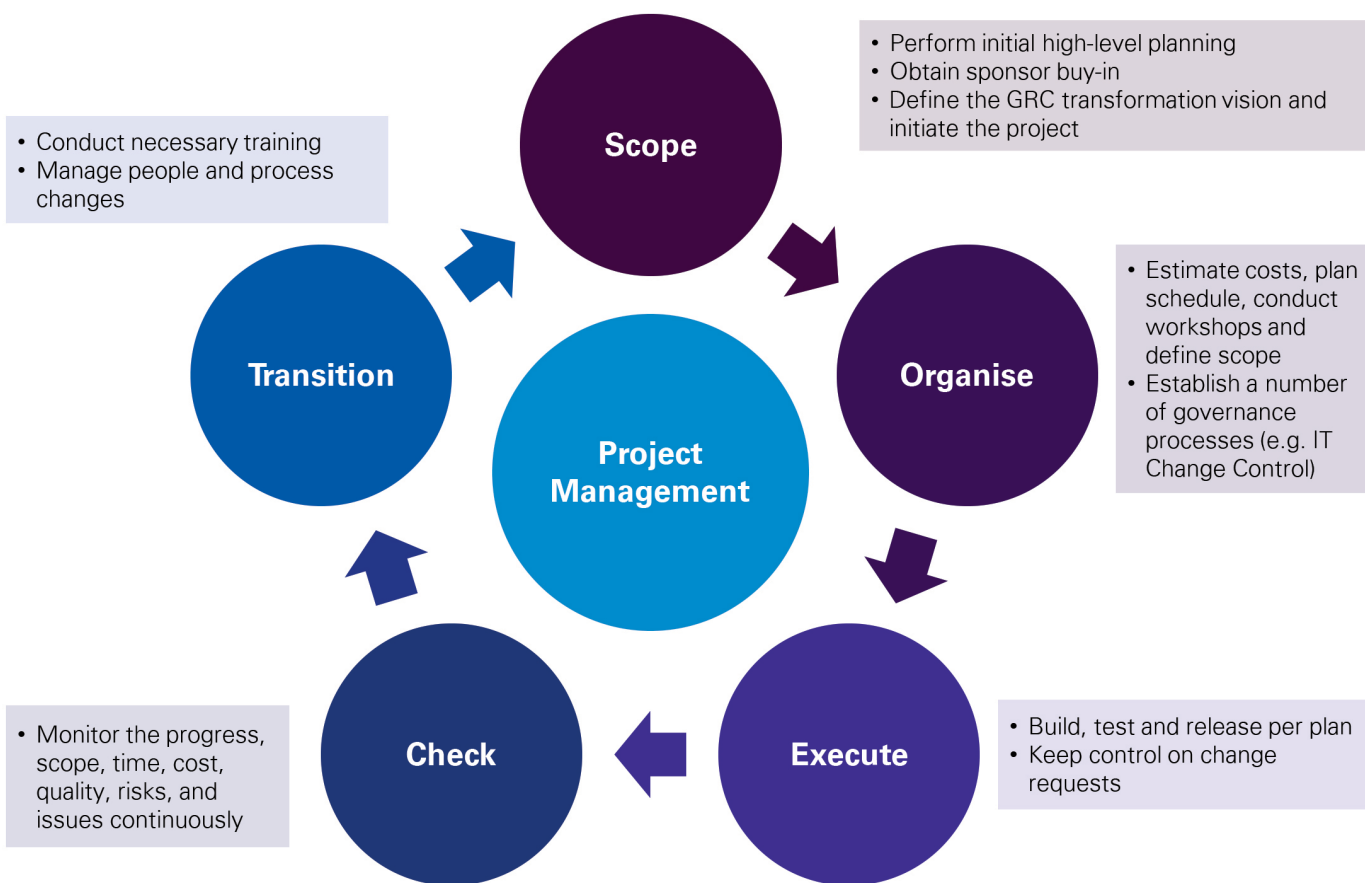 Scope
• Perform initial high-level planning
• Obtain sponsor buy-in
• Define the GRC transformation vision and
initiate the project
Organise
• Estimate costs, plan
schedule, conduct
workshops and
define scope
• Establish a number
of governance
processes (e.g. IT
Change Control)
Execute
• Build, test and release per plan
• Keep control on change
requests
Check
• Monitor the progress,
scope, time, cost,
quality, risks, and
issues continuously
Transition
• Conduct necessary training
• Manage people and process
changes
Project
Management